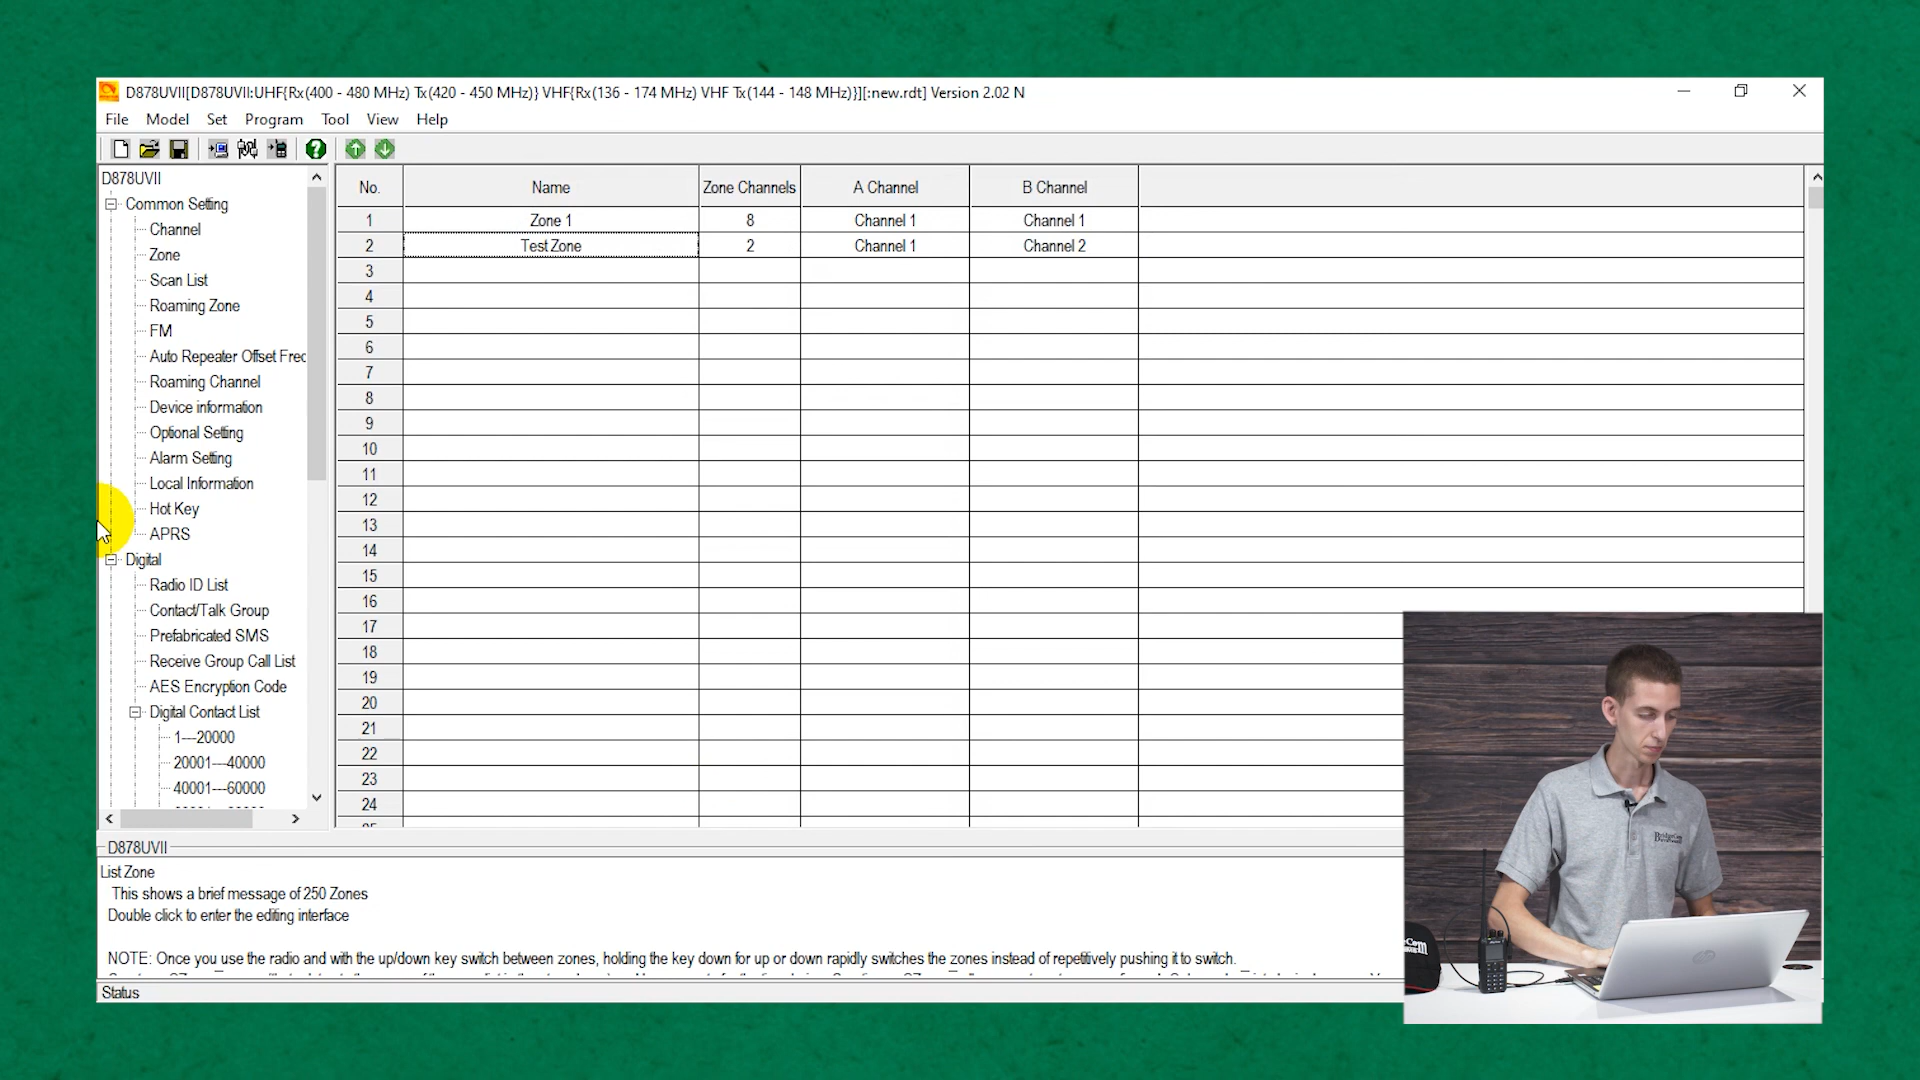 D878UVII[D878UVII:UHF{Rx(400 - 480 MHz) Tx(420 - 450 MHz)} VHF{Rx(136 - 174 MHz) VHF Tx(144 - 148 MHz)}][:new.rdt] Version 2.02 N
File Model Set Program Tool View Help
D878UVII
Common Setting
Channel
Zone
Scan List
Roaming Zone
FM
Auto Repeater Offset Frec
Roaming Channel
Device information
Optional Setting
Alarm Setting
Local Information
Hot Key
APRS
Digital
Radio ID List
Contact/Talk Group
Prefabricated SMS
Receive Group Call List
AES Encryption Code
Digital Contact List
1---20000
20001---40000
40001---60000
No. Name Zone Channels A Channel B Channel
1 Zone 1 8 Channel 1 Channel 1
2 Test Zone 2 Channel 1 Channel 2
3
4
5
6
7
8
9
10
11
12
13
14
15
16
17
18
19
20
21
22
23
24
D878UVII
List Zone
This shows a brief message of 250 Zones
Double click to enter the editing interface
NOTE: Once you use the radio and with the up/down key switch between zones, holding the key down for up or down rapidly switches the zones instead of repetitively pushing it to switch.
Status